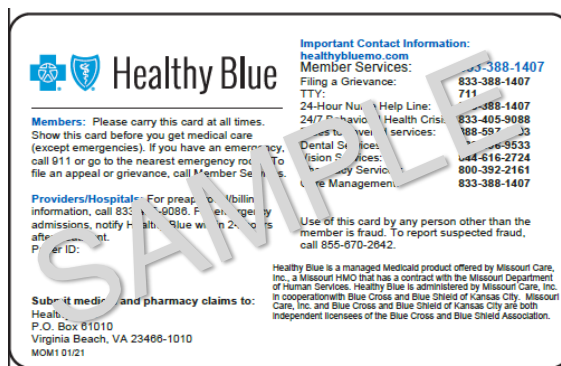 Healthy Blue
Members: Please carry this card at all times.
Show this card before you get medical care
(except emergencies). If you have an emergency,
call 911 or go to the nearest emergency To
file an appeal or grievance, call Member
Providers/Hospitals: For /billing
information, call For emergency
admissions, notify Blue within hours
after
ID:
Submit medical and pharmacy claims to:
P.O. Box 61010
Virginia Beach, VA 23466-1010
MOM1 01/21
Important Contact Information:
healthybluemo.com
Member Services: 833-388-1407
Filing a Grievance: 833-388-1407
TTY: 711
24-Hour Nurse Help Line:
24/7 Behavioral Health Crisis: 833-405-9088
services:
Dental
Vision Services:
Pharmacy Services: 800-392-2161
Care Management: 833-388-1407
Use of this card by any person other than the
member is fraud. To report suspected fraud,
call 855-670-2642.
Healthy Blue is a managed Medicaid product offered by Missouri Care,
Inc., a Missouri HMO that has a contract with the Missouri Department
of Human Services. Healthy Blue is administered by Missouri Care, Inc.
in cooperationwith Blue Cross and Blue Shield of Kansas City. Missouri
Care, Inc. and Blue Cross and Blue Shield of Kansas City are both
independent licensees of the Blue Cross and Blue Shield Association.
SAMPLE